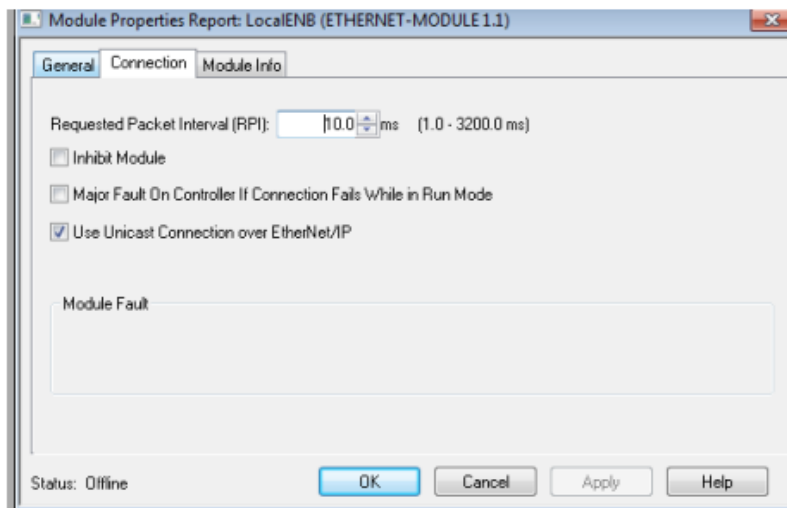 Module Properties Report: LocalENB (ETHERNET-MODULE 1.1)
General Connection Module Info
Requested Packet Interval (RPI): 10.0 ms (1.0 - 3200.0 ms)
Inhibit Module
Major Fault On Controller If Connection Fails While in Run Mode
Use Unicast Connection over EtherNet/IP
Module Fault
Status: Offline OK Cancel Apply Help